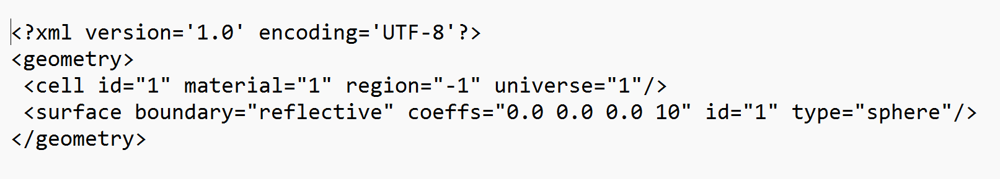 <?xml version='1.0' encoding='UTF-8'?>
<geometry>
 <cell id="1" material="1" region="-1" universe="1"/>
 <surface boundary="reflective" coeffs="0.0 0.0 0.0 10" id="1" type="sphere"/>
</geometry>